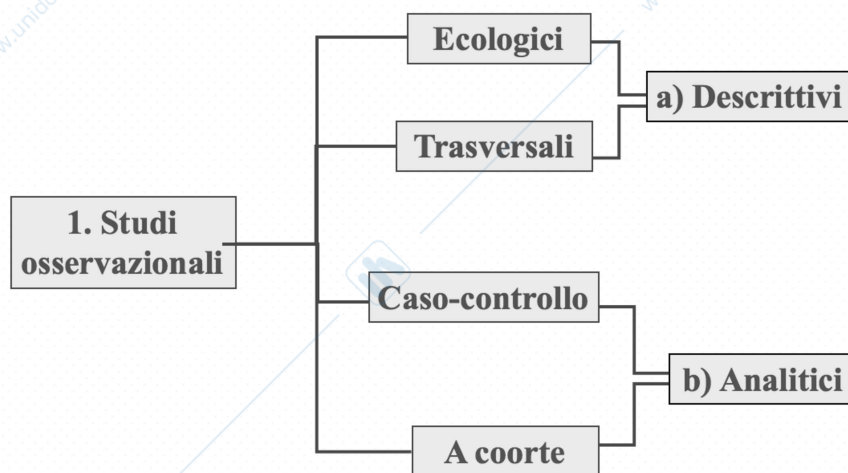 Ecologici
a) Descrittivi
Trasversali
1. Studi
osservazionali
Caso-controllo
b) Analitici
A coorte